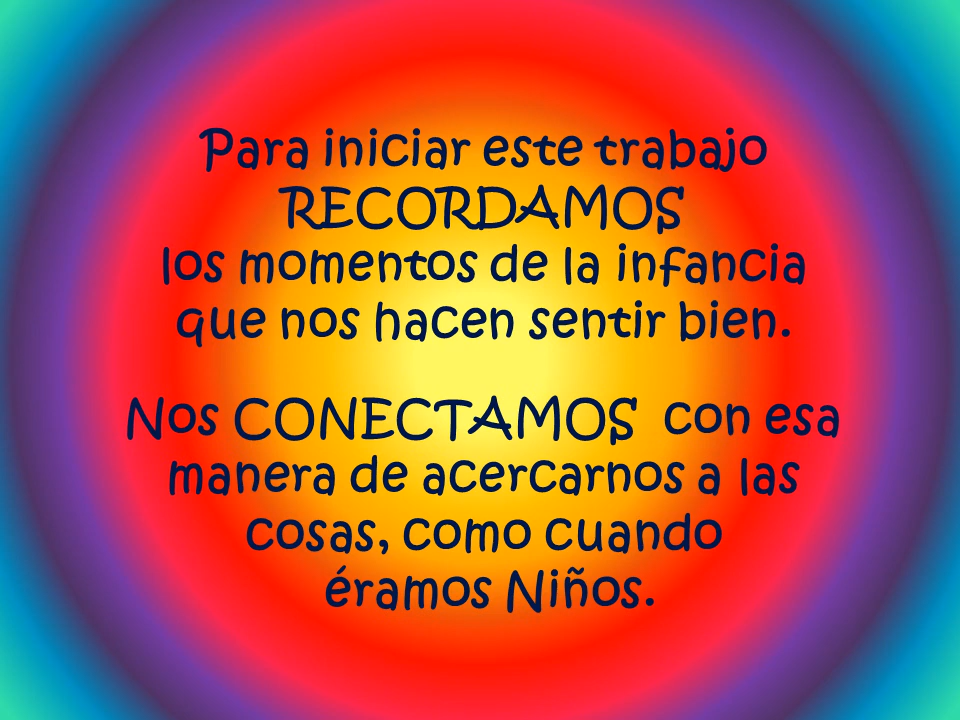 Para iniciar este trabajo
RECORDAMOS
los momentos de la infancia
que nos hacen sentir bien.
Nos CONECTAMOS con esa
manera de acercarnos a las
cosas, como cuando
éramos Niños.